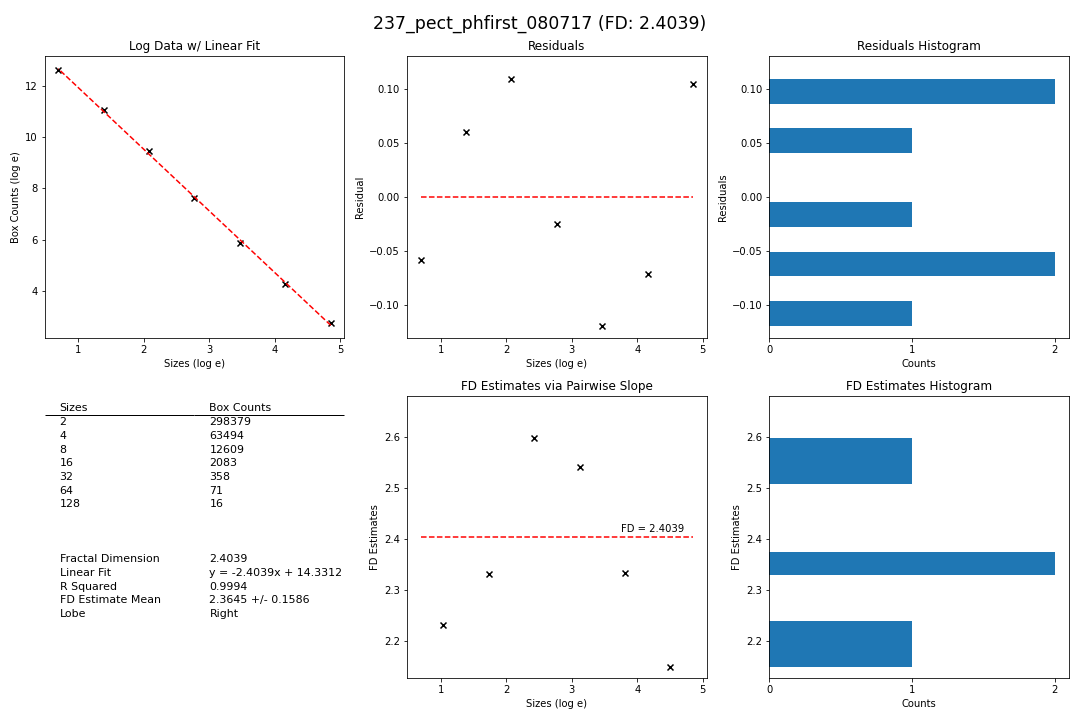 237_pect_phfirst_080717 (FD: 2.4039)
Log Data w/ Linear Fit
Box Counts (log e)
12
10
8
6
4
1 2 3 4 5
Sizes (log e)
Residuals
Residual
0.10
0.05
0.00
−0.05
−0.10
1 2 3 4 5
Sizes (log e)
Residuals Histogram
Residuals
0.10
0.05
0.00
−0.05
−0.10
0 1 2
Counts
Sizes Box Counts
2 298379
4 63494
8 12609
16 2083
32 358
64 71
128 16
Fractal Dimension 2.4039
Linear Fit y = -2.4039x + 14.3312
R Squared 0.9994
FD Estimate Mean 2.3645 +/- 0.1586
Lobe Right
FD Estimates via Pairwise Slope
FD Estimates
2.6
2.5
2.4
2.3
2.2
FD = 2.4039
1 2 3 4 5
Sizes (log e)
FD Estimates Histogram
FD Estimates
2.6
2.5
2.4
2.3
2.2
0 1 2
Counts